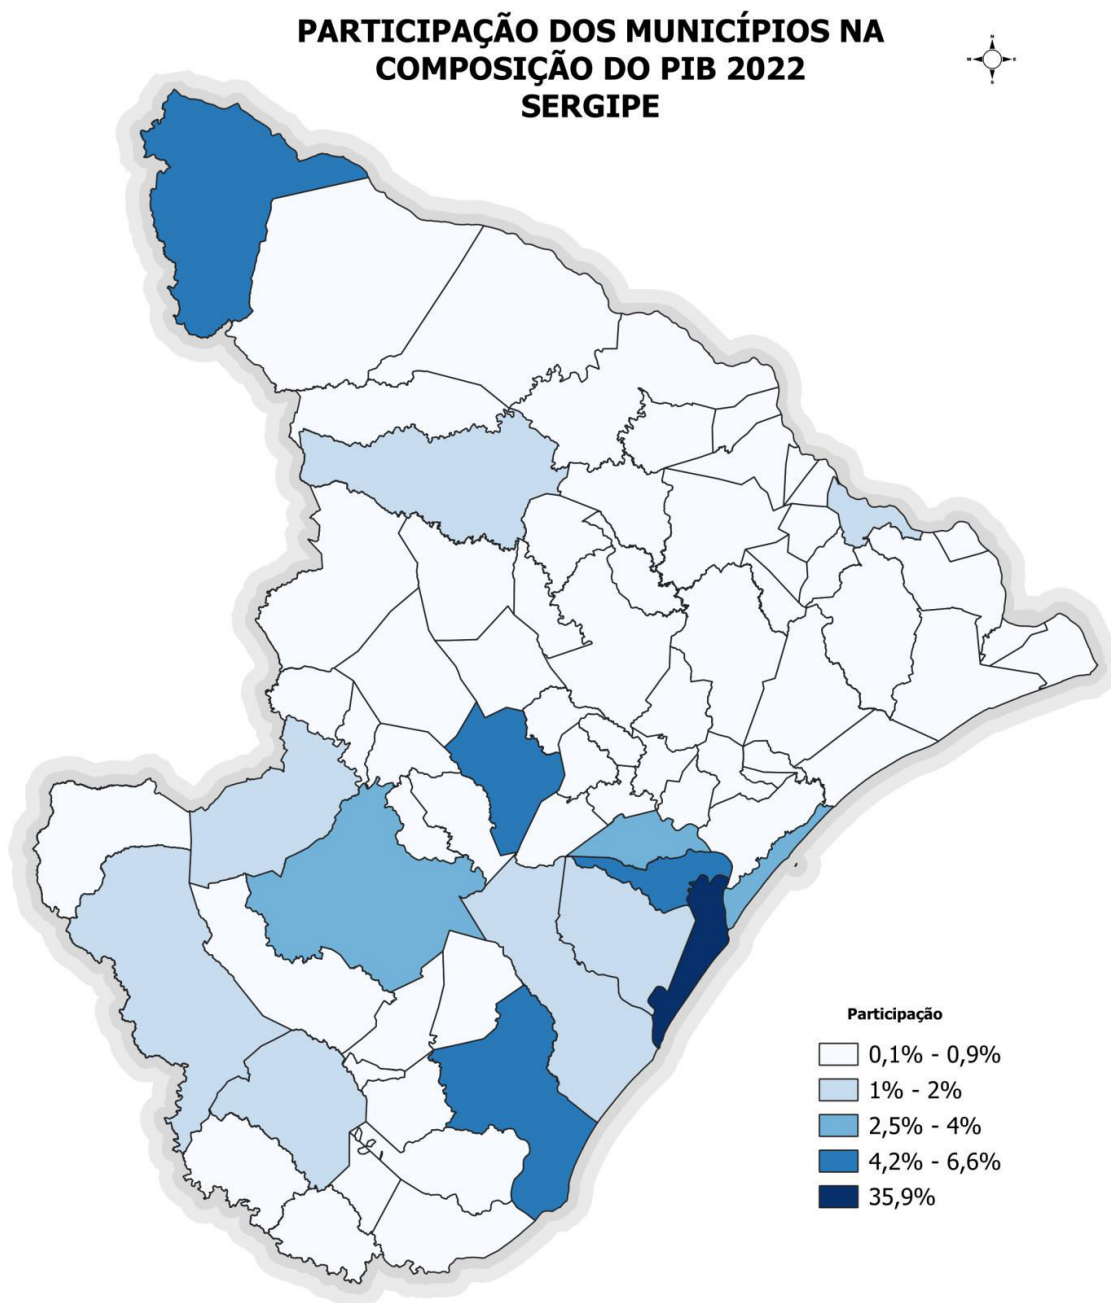 PARTICIPAÇÃO DOS MUNICÍPIOS NA
COMPOSIÇÃO DO PIB 2022
SERGIPE
Participação
0,1% - 0,9%
1% - 2%
2,5% - 4%
4,2% - 6,6%
35,9%